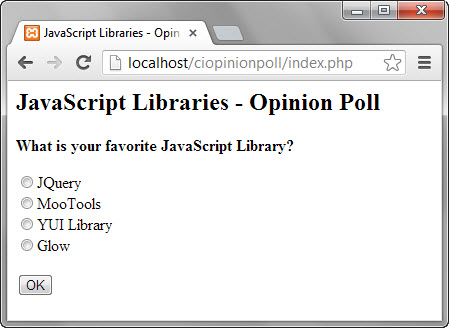 JavaScript Libraries - Opin
localhost/ciopinionpoll/index.php
JavaScript Libraries - Opinion Poll
What is your favorite JavaScript Library?
JQuery
MooTools
YUI Library
Glow
OK